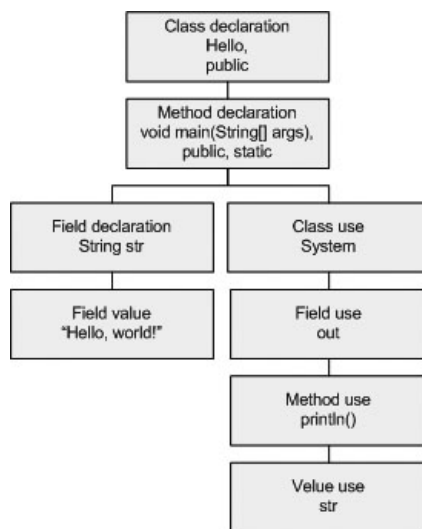 Class declaration
Hello,
public
Method declaration
void main(String[] args),
public, static
Field declaration
String str
Class use
System
Field value
“Hello, world!”
Field use
out
Method use
println()
Velue use
str